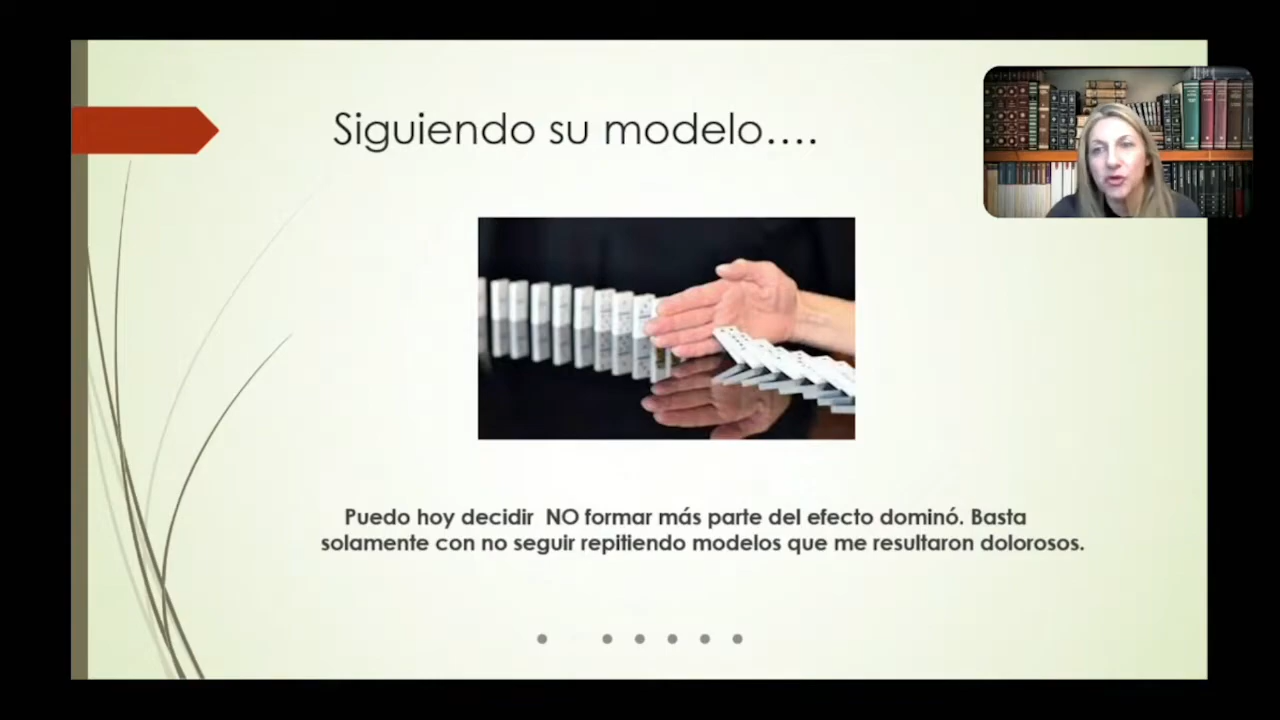 Siguiendo su modelo....
Puedo hoy decidir NO formar más parte del efecto dominó. Basta
solamente con no seguir repitiendo modelos que me resultaron dolorosos.